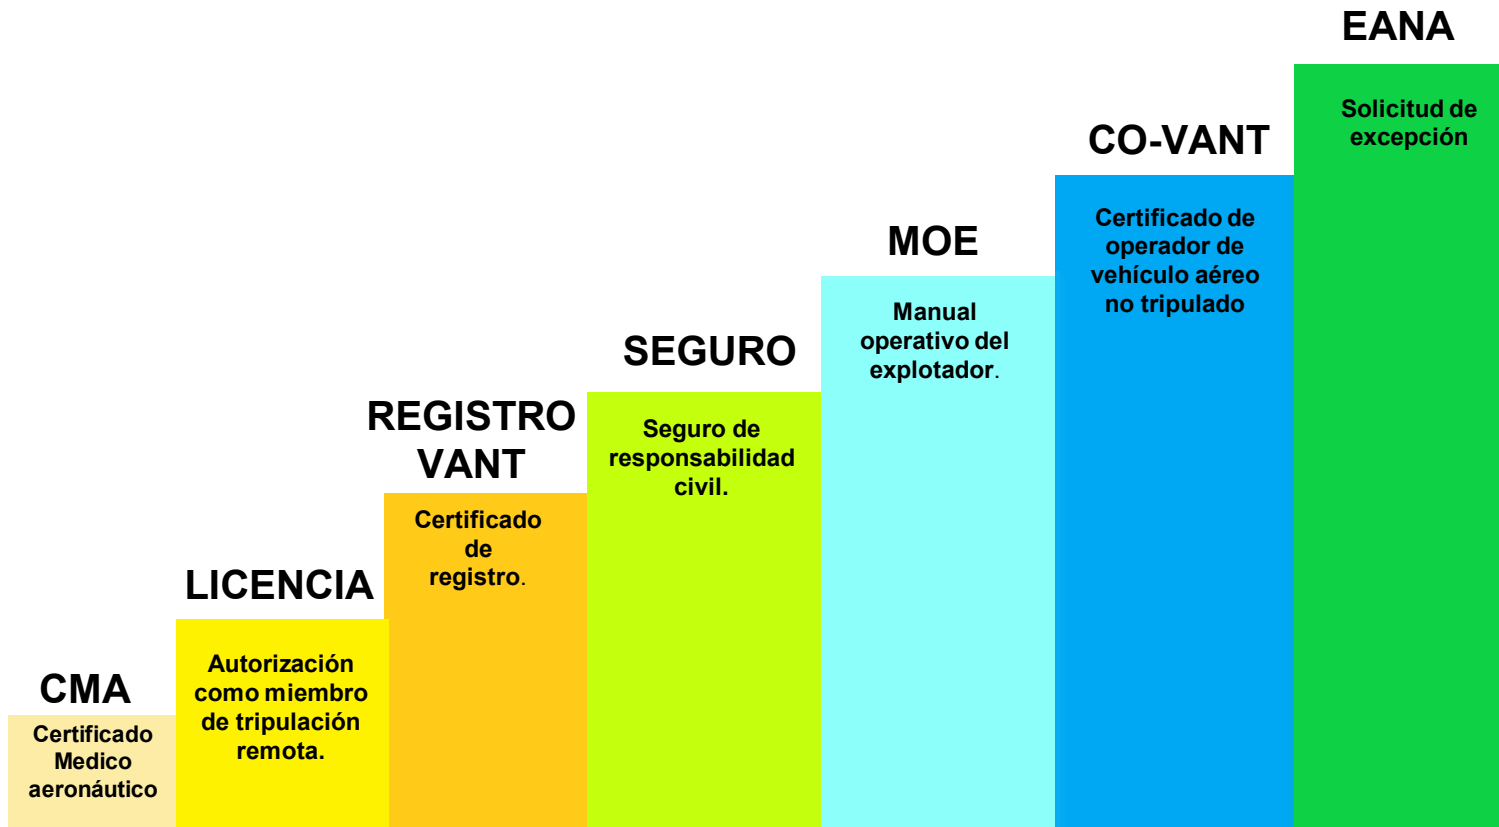 CMA
Certificado
Medico
aeronáutico
LICENCIA
Autorización
como miembro
de tripulación
remota.
REGISTRO
VANT
Certificado
de
registro.
SEGURO
Seguro de
responsabilidad
civil.
MOE
Manual
operativo del
explotador.
CO-VANT
Certificado de
operador de
vehículo aéreo
no tripulado
EANA
Solicitud de
excepción